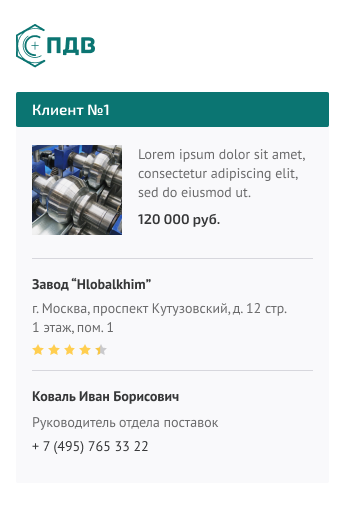 ПДВ
Клиент №1
Lorem ipsum dolor sit amet,
consectetur adipiscing elit,
sed do eiusmod ut.
120 000 руб.
Завод “Hlobalkhim”
г. Москва, проспект Кутузовский, д. 12 стр.
1 этаж, пом. 1
Коваль Иван Борисович
Руководитель отдела поставок
+ 7 (495) 765 33 22